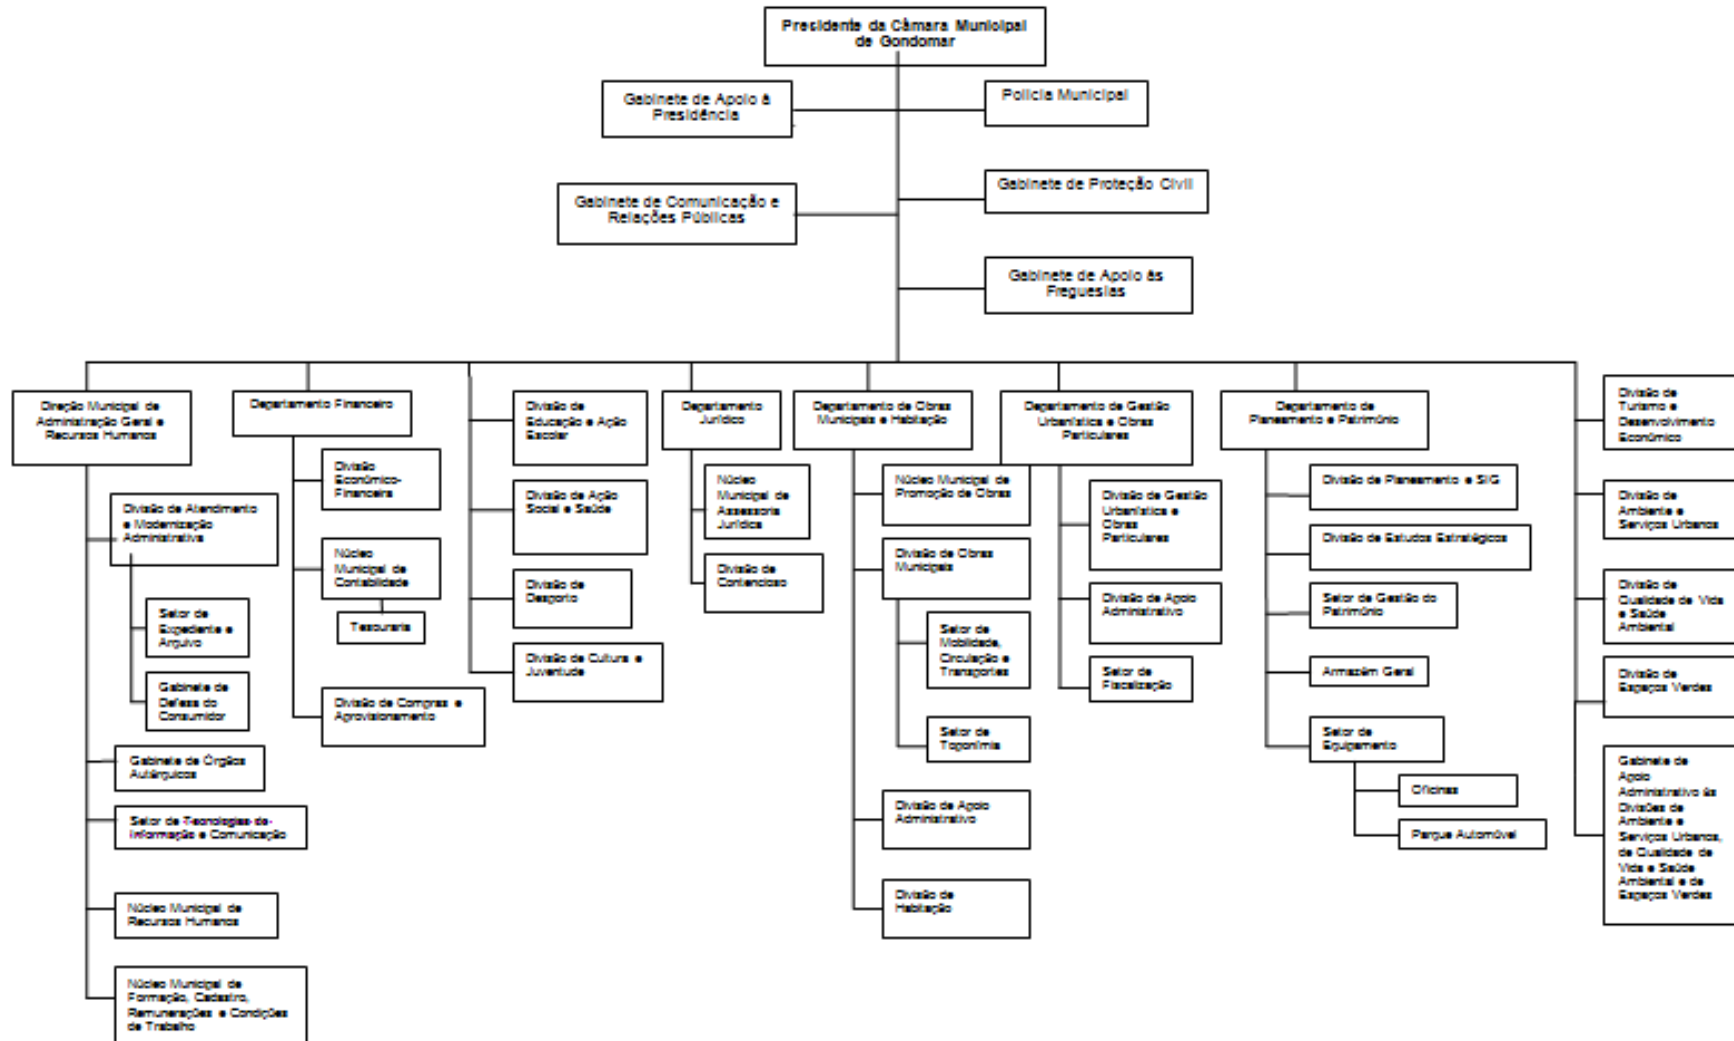 Presidente da Câmara Municipal
de Gondomar
Gabinete de Apoio à
Presidência
Polícia Municipal
Gabinete de Comunicação e
Relações Públicas
Gabinete de Proteção Civil
Gabinete de Apoio às
Freguesias
Direção Municipal de
Administração Geral e
Recursos Humanos
Divisão de Atendimento
e Modernização
Administrativa
Setor de
Expediente e
Arquivo
Gabinete de
Defesa do
Consumidor
Gabinete de Órgãos
Autárquicos
Setor de Tecnologias de
Informação e Comunicação
Núcleo Municipal de
Recursos Humanos
Núcleo Municipal de
Formação, Cadastro,
Remunerações e Condições
de Trabalho
Departamento Financeiro
Divisão
Económico-
Financeira
Núcleo
Municipal de
Contabilidade
Tesouraria
Divisão de Compras e
Aprovisionamento
Divisão de
Educação e Ação
Escolar
Divisão de Ação
Social e Saúde
Divisão de
Desporto
Divisão de Cultura e
Juventude
Departamento
Jurídico
Núcleo
Municipal de
Assessoria
Jurídica
Divisão de
Contencioso
Departamento de Obras
Municipais e Habitação
Núcleo Municipal de
Promoção de Obras
Divisão de Obras
Municipais
Setor de
Mobilidade,
Circulação e
Transportes
Setor de
Toponímia
Divisão de Apoio
Administrativo
Divisão de
Habitação
Departamento de Gestão
Urbanística e Obras
Particulares
Divisão de Gestão
Urbanística e
Obras
Particulares
Divisão de Apoio
Administrativo
Setor de
Fiscalização
Departamento de
Planeamento e Património
Divisão de Planeamento e SIG
Divisão de Estudos Estratégicos
Setor de Gestão do
Património
Armazém Geral
Setor de
Equipamento
Oficinas
Parque Automóvel
Divisão de
Turismo e
Desenvolvimento
Económico
Divisão de
Ambiente e
Serviços Urbanos
Divisão de
Qualidade de Vida
e Saúde
Ambiental
Divisão de
Espaços Verdes
Gabinete de
Apoio
Administrativo às
Divisões de
Ambiente e
Serviços Urbanos,
de Qualidade de
Vida e Saúde
Ambiental e de
Espaços Verdes